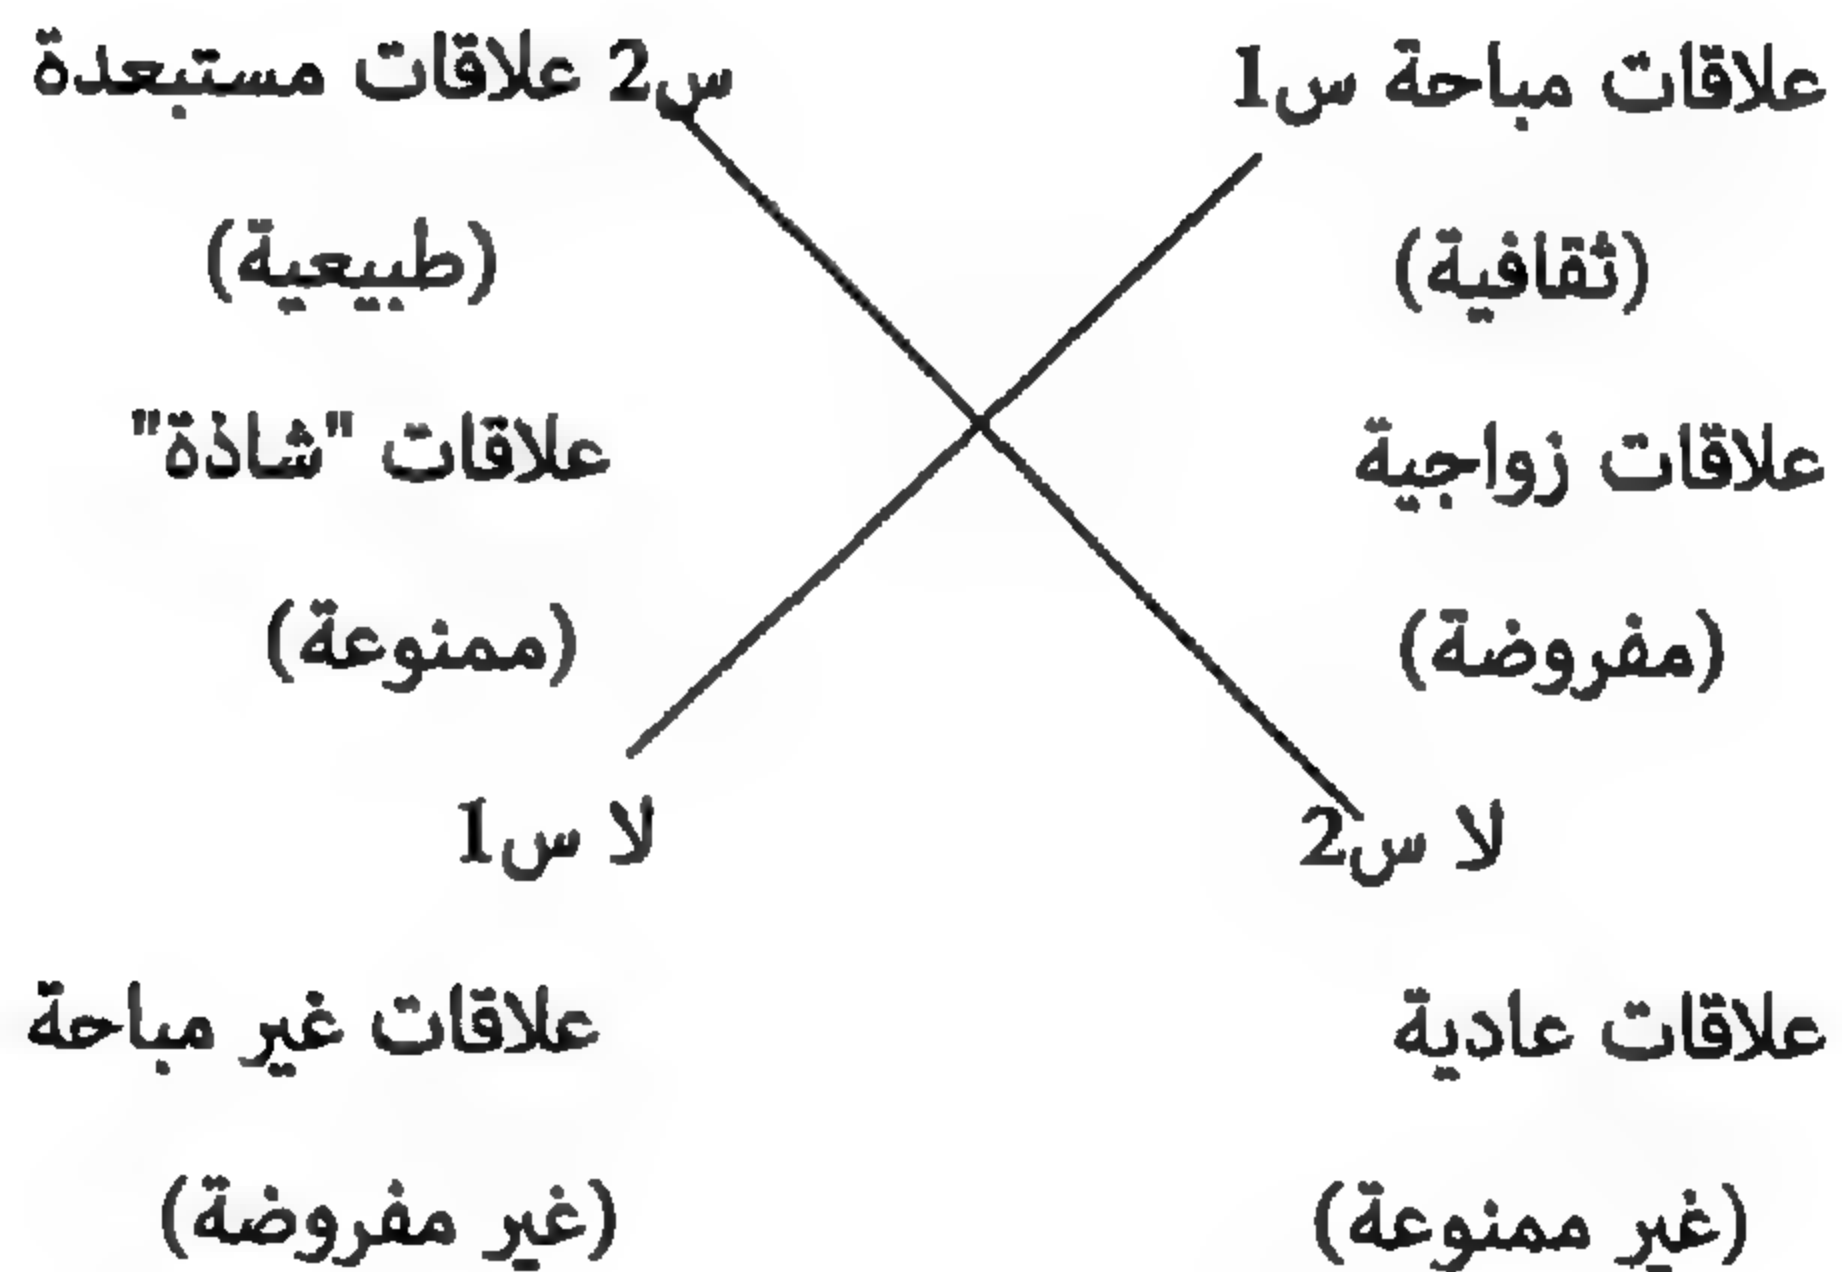 علاقات مباحة س1
س2 علاقات مستبعدة
(ثقافية)
(طبيعية)
علاقات زواجية
علاقات "شاذة"
(مفروضة)
(ممنوعة)
لا س2
لا س1
علاقات عادية
علاقات غير مباحة
(غير ممنوعة)
(غير مفروضة)